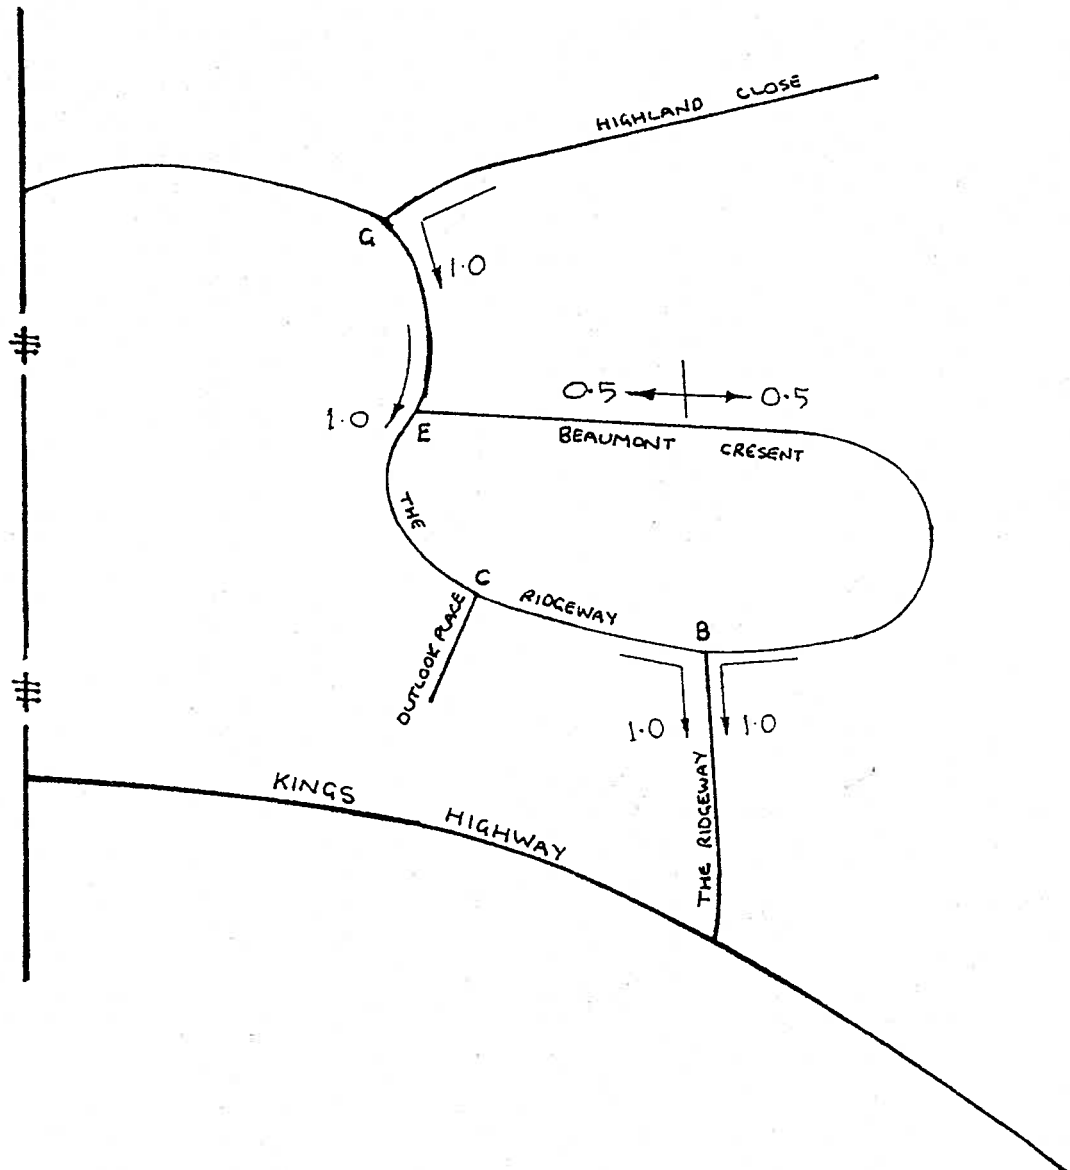 HIGHLAND CLOSE
G
1.0
0.5 0.5
1.0
E
BEAUMONT CRESENT
THE
C
RIDGEWAY
B
OUTLOOK PLACE
1.0 1.0
THE RIDGEWAY
KINGS HIGHWAY